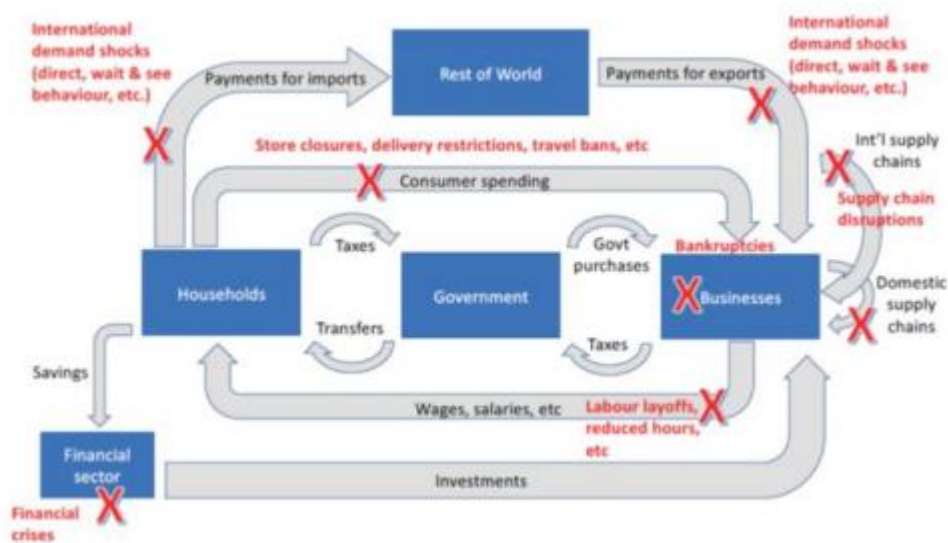 International
demand shocks
(direct, wait & see
behaviour, etc.)
Payments for imports
Rest of World
Payments for exports
International
demand shocks
(direct, wait & see
behaviour, etc.)
Int'l supply
chains
Store closures, delivery restrictions, travel bans, etc
Consumer spending
Supply chain
disruptions
Taxes
Govt
purchases
Bankruptcies
Households
Government
Businesses
Domestic
supply
chains
Transfers
Taxes
Savings
Wages, salaries, etc
Labour layoffs,
reduced hours,
etc
Financial
sector
Investments
Financial
crises